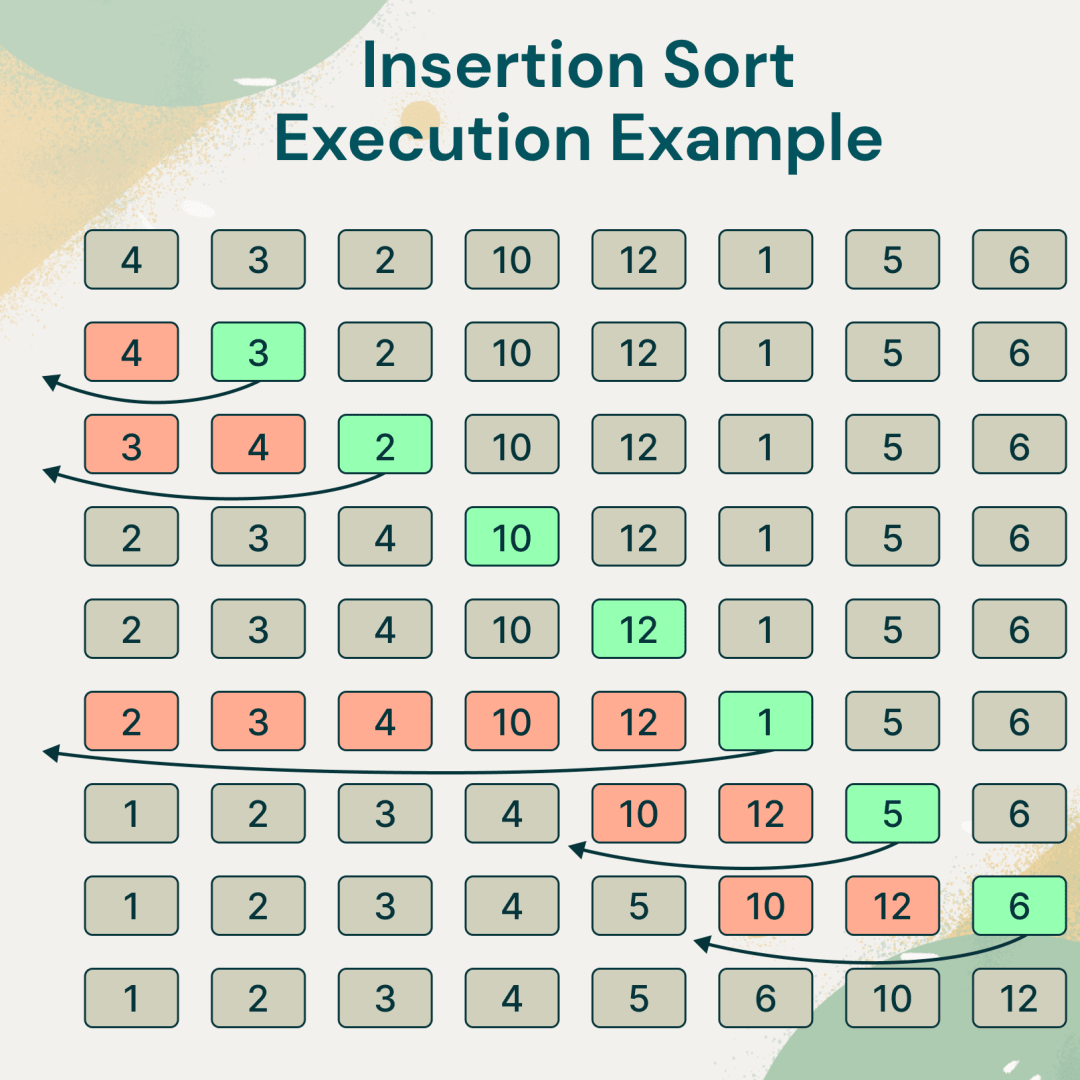 Insertion Sort
Execution Example
4 3 2 10 12 1 5 6
4 3 2 10 12 1 5 6
3 4 2 10 12 1 5 6
2 3 4 10 12 1 5 6
2 3 4 10 12 1 5 6
2 3 4 10 12 1 5 6
1 2 3 4 10 12 5 6
1 2 3 4 5 10 12 6
1 2 3 4 5 6 10 12